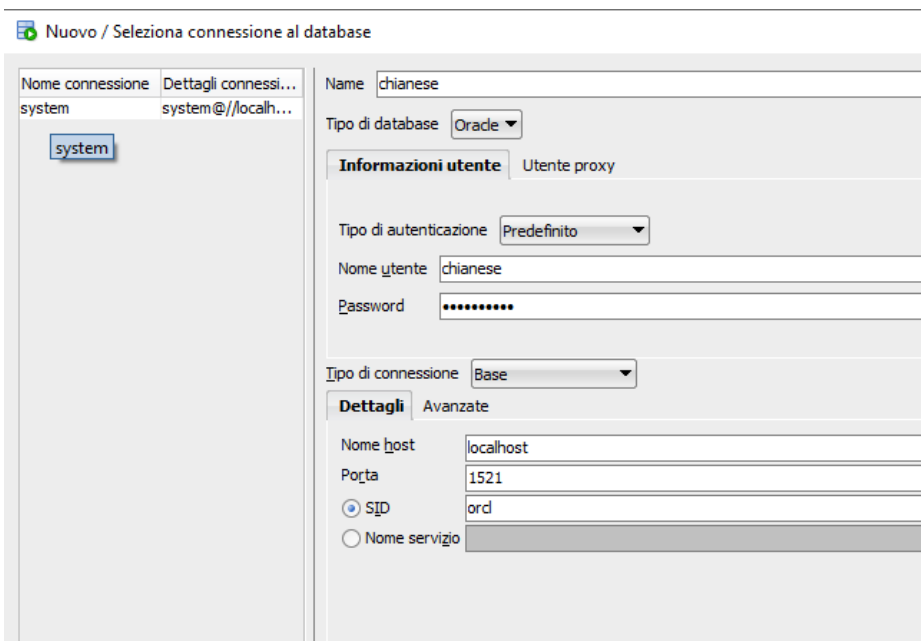 Nuovo / Seleziona connessione al database
Nome connessione Dettagli connessi...
system system@//localh...
system
Name chianese
Tipo di database Oracle
Informazioni utente Utente proxy
Tipo di autenticazione Predefinito
Nome utente chianese
Password ••••••••••
Tipo di connessione Base
Dettagli Avanzate
Nome host localhost
Porta 1521
SID orcl
Nome servizio